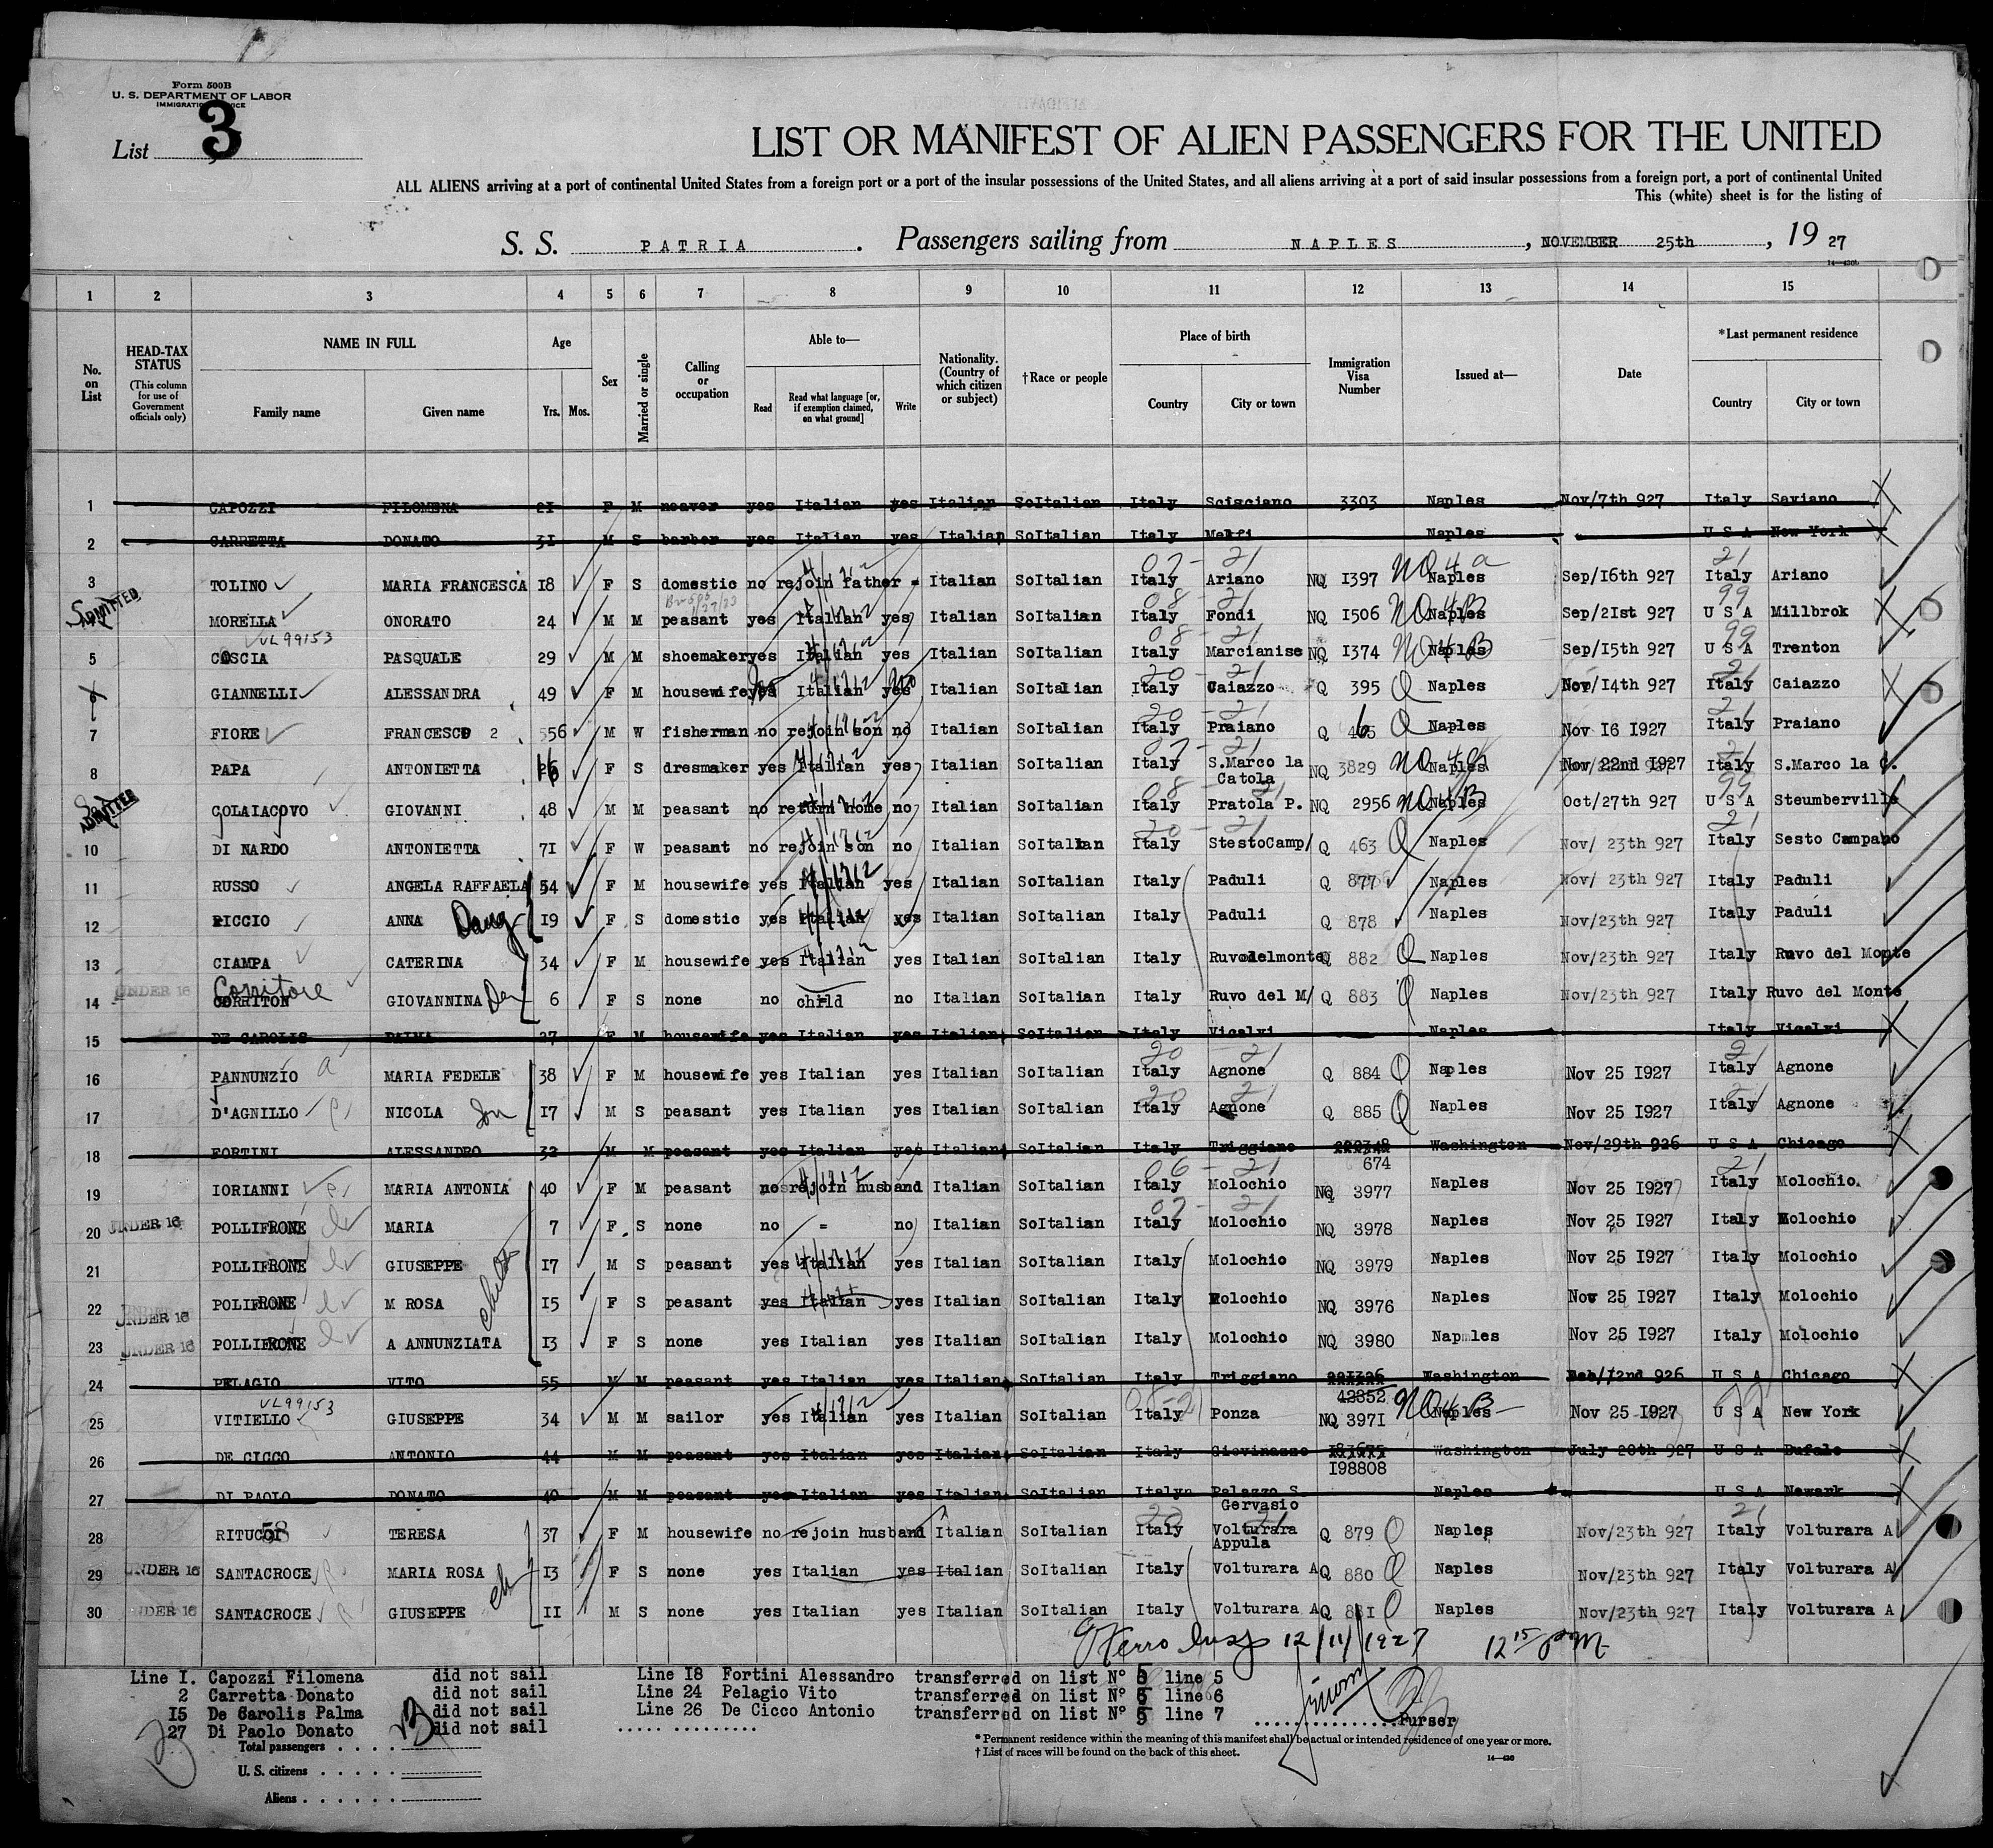 Form 500B
U. S. DEPARTMENT OF LABOR
IMMIGRATION SERVICE
List 3
LIST OR MANIFEST OF ALIEN PASSENGERS FOR THE UNITED
ALL ALIENS arriving at a port of continental United States from a foreign port or a port of the insular possessions of the United States, and all aliens arriving at a port of said insular possessions from a foreign port, a port of continental United
This (white) sheet is for the listing of
S. S. PATRIA . Passengers sailing from NAPLES , NOVEMBER 25th , 19 27
1 2 3 4 5 6 7 8 9 10 11 12 13 14 15
No. on List HEAD-TAX STATUS (This column for use of Government officials only) NAME IN FULL Family name Given name Age Yrs. Mos. Sex Married or single Calling or occupation Able to— Read Read what language [or, if exemption claimed, on what ground] Write Nationality. (Country of which citizen or subject) †Race or people Place of birth Country City or town Immigration Visa Number Issued at— Date *Last permanent residence Country City or town
1 CAPOZZI FILOMENA 21 F M weaver yes Italian yes Italian SoItalian Italy Scisciano 3303 Naples Nov/7th 927 Italy Saviano
2 CARRETTA DONATO 31 M S barber yes Italian yes Italian SoItalian Italy Melfi Naples U S A New York
3 TOLINO MARIA FRANCESCA 18 F S domestic no rejoin father = Italian SoItalian Italy Ariano NQ 1397 Naples Sep/16th 927 Italy Ariano
ADMITTED MORELLA ONORATO 24 M M peasant yes Italian yes Italian SoItalian Italy Fondi NQ 1506 Naples Sep/21st 927 U S A Millbrok
VL 99153
5 COSCIA PASQUALE 29 M M shoemaker yes Italian yes Italian SoItalian Italy Marcianise NQ 1374 Naples Sep/15th 927 U S A Trenton
6 GIANNELLI ALESSANDRA 49 F M housewife yes Italian yes Italian SoItalian Italy Caiazzo Q 395 Q Naples Nov/14th 927 Italy Caiazzo
7 FIORE FRANCESCO 2 56 M W fisherman no rejoin son no Italian SoItalian Italy Praiano Q 465 Q Naples Nov 16 1927 Italy Praiano
8 PAPA ANTONIETTA 16 F S dresmaker yes Italian yes Italian SoItalian Italy S.Marco la Catola NQ 3829 Naples Nov 22nd 1927 Italy S.Marco la C.
ADMITTED COLAIACOVO GIOVANNI 48 M M peasant no return home no Italian SoItalian Italy Pratola P. NQ 2956 Naples Oct/27th 927 U S A Steumberville
10 DI NARDO ANTONIETTA 71 F W peasant no rejoin son no Italian SoItalian Italy StestoCamp/ Q 463 Q Naples Nov/ 23th 927 Italy Sesto Campano
11 RUSSO ANGELA RAFFAELA 54 F M housewife yes Italian yes Italian SoItalian Italy Paduli Q 877 Naples Nov/ 23th 927 Italy Paduli
12 RICCIO ANNA Daug 19 F S domestic yes Italian yes Italian SoItalian Italy Paduli Q 878 Naples Nov/23th 927 Italy Paduli
13 CIAMPA CATERINA 34 F M housewife yes Italian yes Italian SoItalian Italy Ruvodelmonte Q 882 Q Naples Nov/23th 927 Italy Ruvo del Monte
Corritore
14 UNDER 16 CORRITON GIOVANNINA Da 6 F S none no child no Italian SoItalian Italy Ruvo del M/ Q 883 Q Naples Nov/23th 927 Italy Ruvo del Monte
15 DE CAROLIS PALMA 27 F M housewife yes Italian yes Italian SoItalian Italy Vicalvi Naples Italy Vicalvi
16 PANNUNZIO MARIA FEDELE 38 F M housewife yes Italian yes Italian SoItalian Italy Agnone Q 884 Q Naples Nov 25 1927 Italy Agnone
17 D'AGNILLO NICOLA son 17 M S peasant yes Italian yes Italian SoItalian Italy Agnone Q 885 Q Naples Nov 25 1927 Italy Agnone
18 FORTINI ALESSANDRO 32 M M peasant yes Italian yes Italian SoItalian Italy Triggiano 674 Washington Nov/29th 926 U S A Chicago
19 IORIANNI MARIA ANTONIA 40 F M peasant no rejoin husband Italian SoItalian Italy Molochio NQ 3977 Naples Nov 25 1927 Italy Molochio.
20 UNDER 16 POLLIFRONE MARIA 7 F S none no = no Italian SoItalian Italy Molochio NQ 3978 Naples Nov 25 1927 Italy Molochio
21 POLLIFRONE GIUSEPPE 17 M S peasant yes Italian yes Italian SoItalian Italy Molochio NQ 3979 Naples Nov 25 1927 Italy Molochio
22 UNDER 16 POLIFRONE M ROSA 15 F S peasant yes Italian yes Italian SoItalian Italy Molochio NQ 3976 Naples Nov 25 1927 Italy Molochio
23 UNDER 16 POLLIFRONE A ANNUNZIATA 13 F S none yes Italian yes Italian SoItalian Italy Molochio NQ 3980 Naples Nov 25 1927 Italy Molochio
24 PELAGIO VITO 55 M M peasant yes Italian yes Italian SoItalian Italy Triggiano 42352 Washington 926 U S A Chicago
VL 99153
25 VITIELLO GIUSEPPE 34 M M sailor yes Italian yes Italian SoItalian Italy Ponza NQ 3971 Naples Nov 25 1927 U S A New York
26 DE CICCO ANTONIO 44 M M peasant yes Italian yes Italian SoItalian Italy Giovinazzo 198808 Washington July 20th 927 U S A Bufalo
27 DI PAOLO DONATO 40 M M peasant yes Italian yes Italian SoItalian Italy Palazzo S. Gervasio Naples U S A Newark
28 RITUCCI TERESA 37 F M housewife no rejoin husband Italian SoItalian Italy Volturara Appula Q 879 Q Naples Nov/23th 927 Italy Volturara A
29 UNDER 16 SANTACROCE MARIA ROSA 13 F S none yes Italian yes Italian SoItalian Italy Volturara A Q 880 Q Naples Nov/23th 927 Italy Volturara A
30 UNDER 16 SANTACROCE GIUSEPPE 11 M S none yes Italian yes Italian SoItalian Italy Volturara A Q 881 Q Naples Nov/23th 927 Italy Volturara A
12/11/1927 12 15 PM
Line 1. Capozzi Filomena did not sail Line 18 Fortini Alessandro transferred on list N° 5 line 5
2 Carretta Donato did not sail Line 24 Pelagio Vito transferred on list N° 5 line 6
15 De Carolis Palma did not sail Line 26 De Cicco Antonio transferred on list N° 5 line 7
27 Di Paolo Donato did not sail Purser
Total passengers
U. S. citizens
Aliens
* Permanent residence within the meaning of this manifest shall be actual or intended residence of one year or more.
† List of races will be found on the back of this sheet.